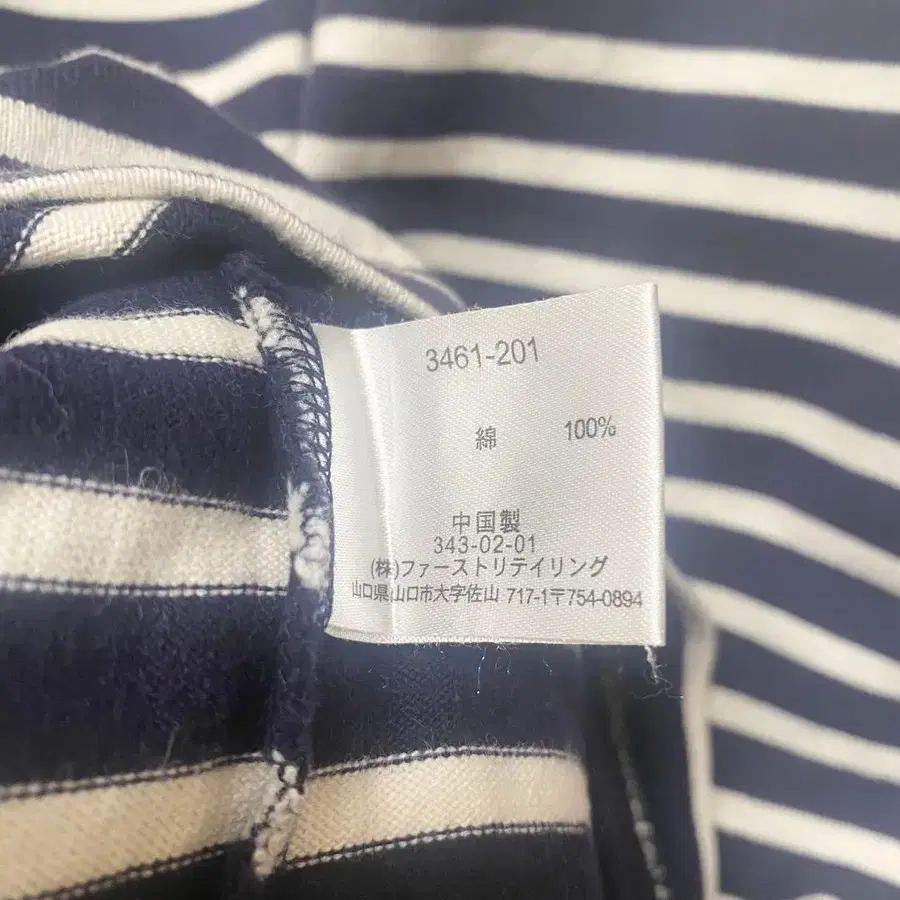 3461-201
綿 100%
中国製
343-02-01
(株)ファーストリテイリング
山口県山口市大字佐山 717-1〒754-0894